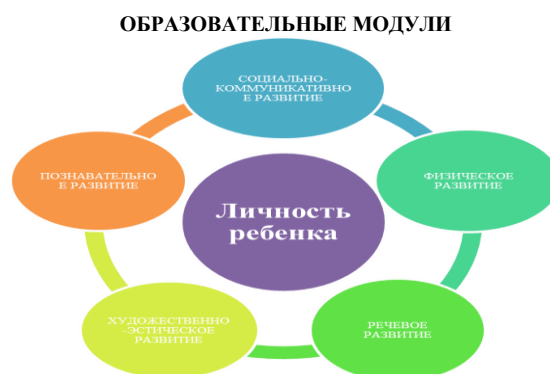 ОБРАЗОВАТЕЛЬНЫЕ МОДУЛИ
СОЦИАЛЬНО-
КОММУНИКАТИВНО
Е РАЗВИТИЕ
ПОЗНАВАТЕЛЬНО
Е РАЗВИТИЕ
ФИЗИЧЕСКОЕ
РАЗВИТИЕ
Личность
ребенка
ХУДОЖЕСТВЕННО
-ЭСТИЧЕСКОЕ
РАЗВИТИЕ
РЕЧЕВОЕ
РАЗВИТИЕ